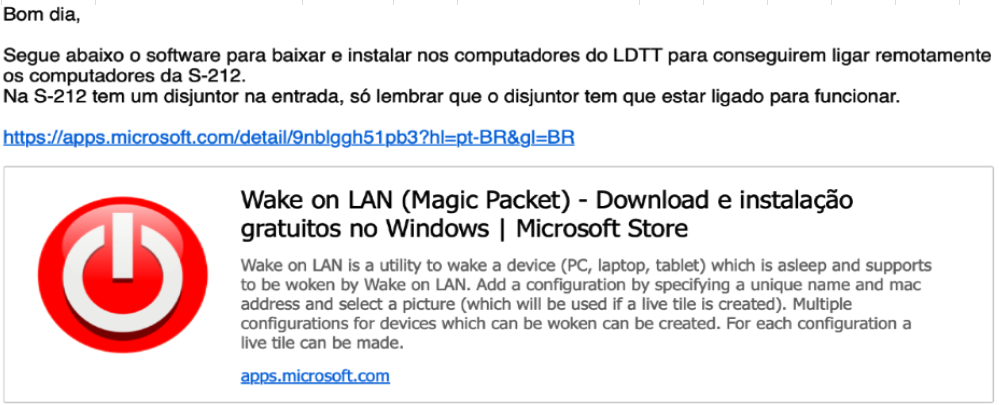 Bom dia,
Segue abaixo o software para baixar e instalar nos computadores do LDTT para conseguirem ligar remotamente
os computadores da S-212.
Na S-212 tem um disjuntor na entrada, só lembrar que o disjuntor tem que estar ligado para funcionar.
https://apps.microsoft.com/detail/9nblggh51pb3?hl=pt-BR&gl=BR
Wake on LAN (Magic Packet) - Download e instalação
gratuitos no Windows | Microsoft Store
Wake on LAN is a utility to wake a device (PC, laptop, tablet) which is asleep and supports
to be woken by Wake on LAN. Add a configuration by specifying a unique name and mac
address and select a picture (which will be used if a live tile is created). Multiple
configurations for devices which can be woken can be created. For each configuration a
live tile can be made.
apps.microsoft.com